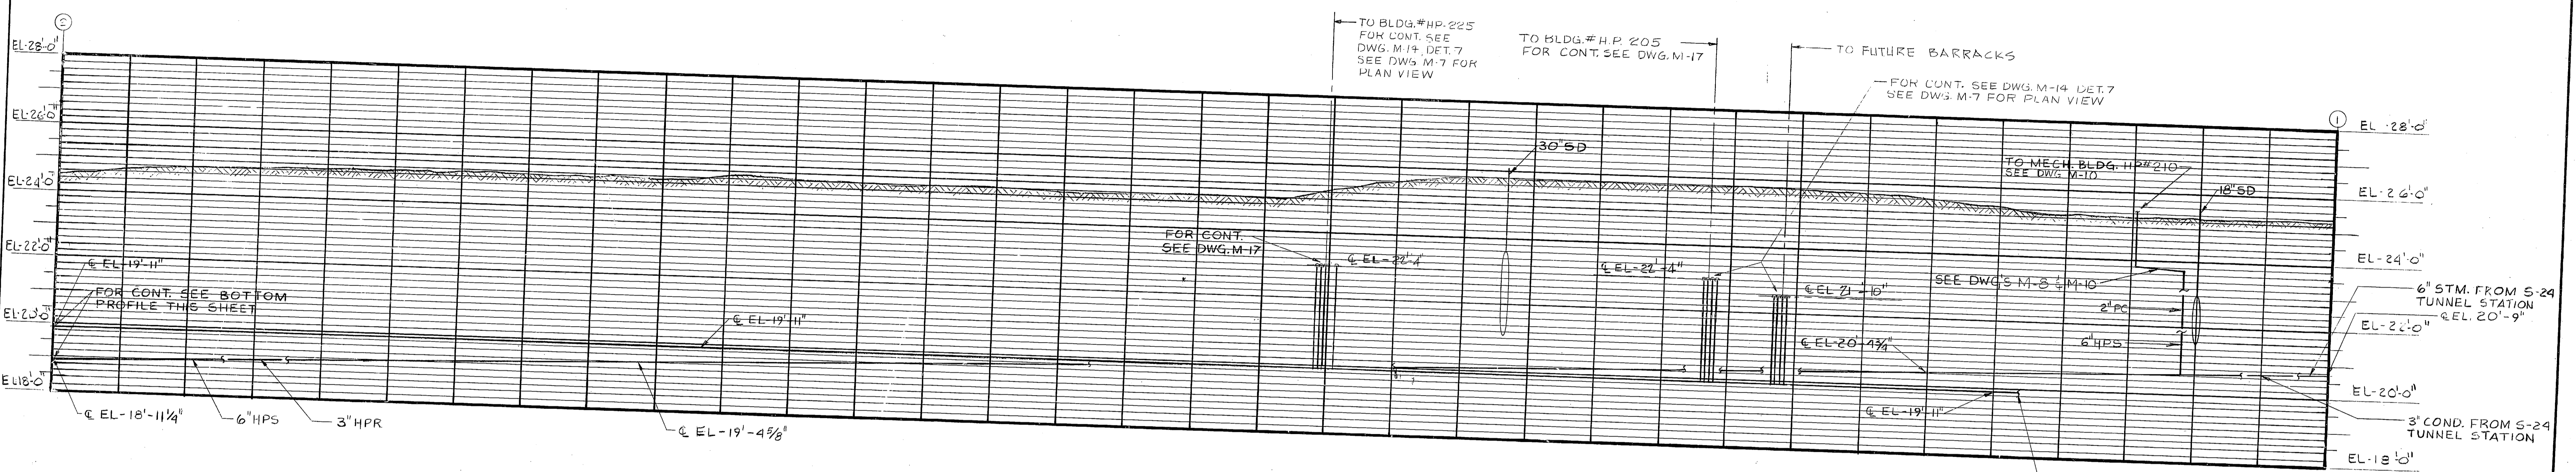 2
EL-28'-0"
EL-26'-0"
EL-24'-0"
EL-22'-0"
EL-20'-0"
EL18'-0"
TO BLDG.#HP-225
FOR CONT. SEE
DWG. M-14, DET. 7
SEE DWG M-7 FOR
PLAN VIEW
TO BLDG.#H.P. 205
FOR CONT. SEE DWG. M-17
TO FUTURE BARRACKS
FOR CONT. SEE DWG. M-14 DET. 7
SEE DWG. M-7 FOR PLAN VIEW
1
EL-28'-0"
EL-26'-0"
EL-24'-0"
EL-22'-0"
EL-20'-0"
EL-18'-0"
30"SD
TO MECH. BLDG. HP#210
SEE DWG M-10
18"SD
FOR CONT.
SEE DWG. M-17
℄ EL-22'-4"
℄ EL-22'-4"
℄ EL 21'-10"
SEE DWG'S M-8 & M-10
2"PC
6"HPS
6" STM. FROM S-24
TUNNEL STATION
℄ EL. 20'-9"
℄ EL-19'-11"
FOR CONT. SEE BOTTOM
PROFILE THIS SHEET
℄ EL-19'-11"
℄ EL-20'-4¾"
℄ EL-19'-11"
3" COND. FROM S-24
TUNNEL STATION
℄ EL-18'-11¼"
6"HPS
3"HPR
℄ EL-19'-4⅝"